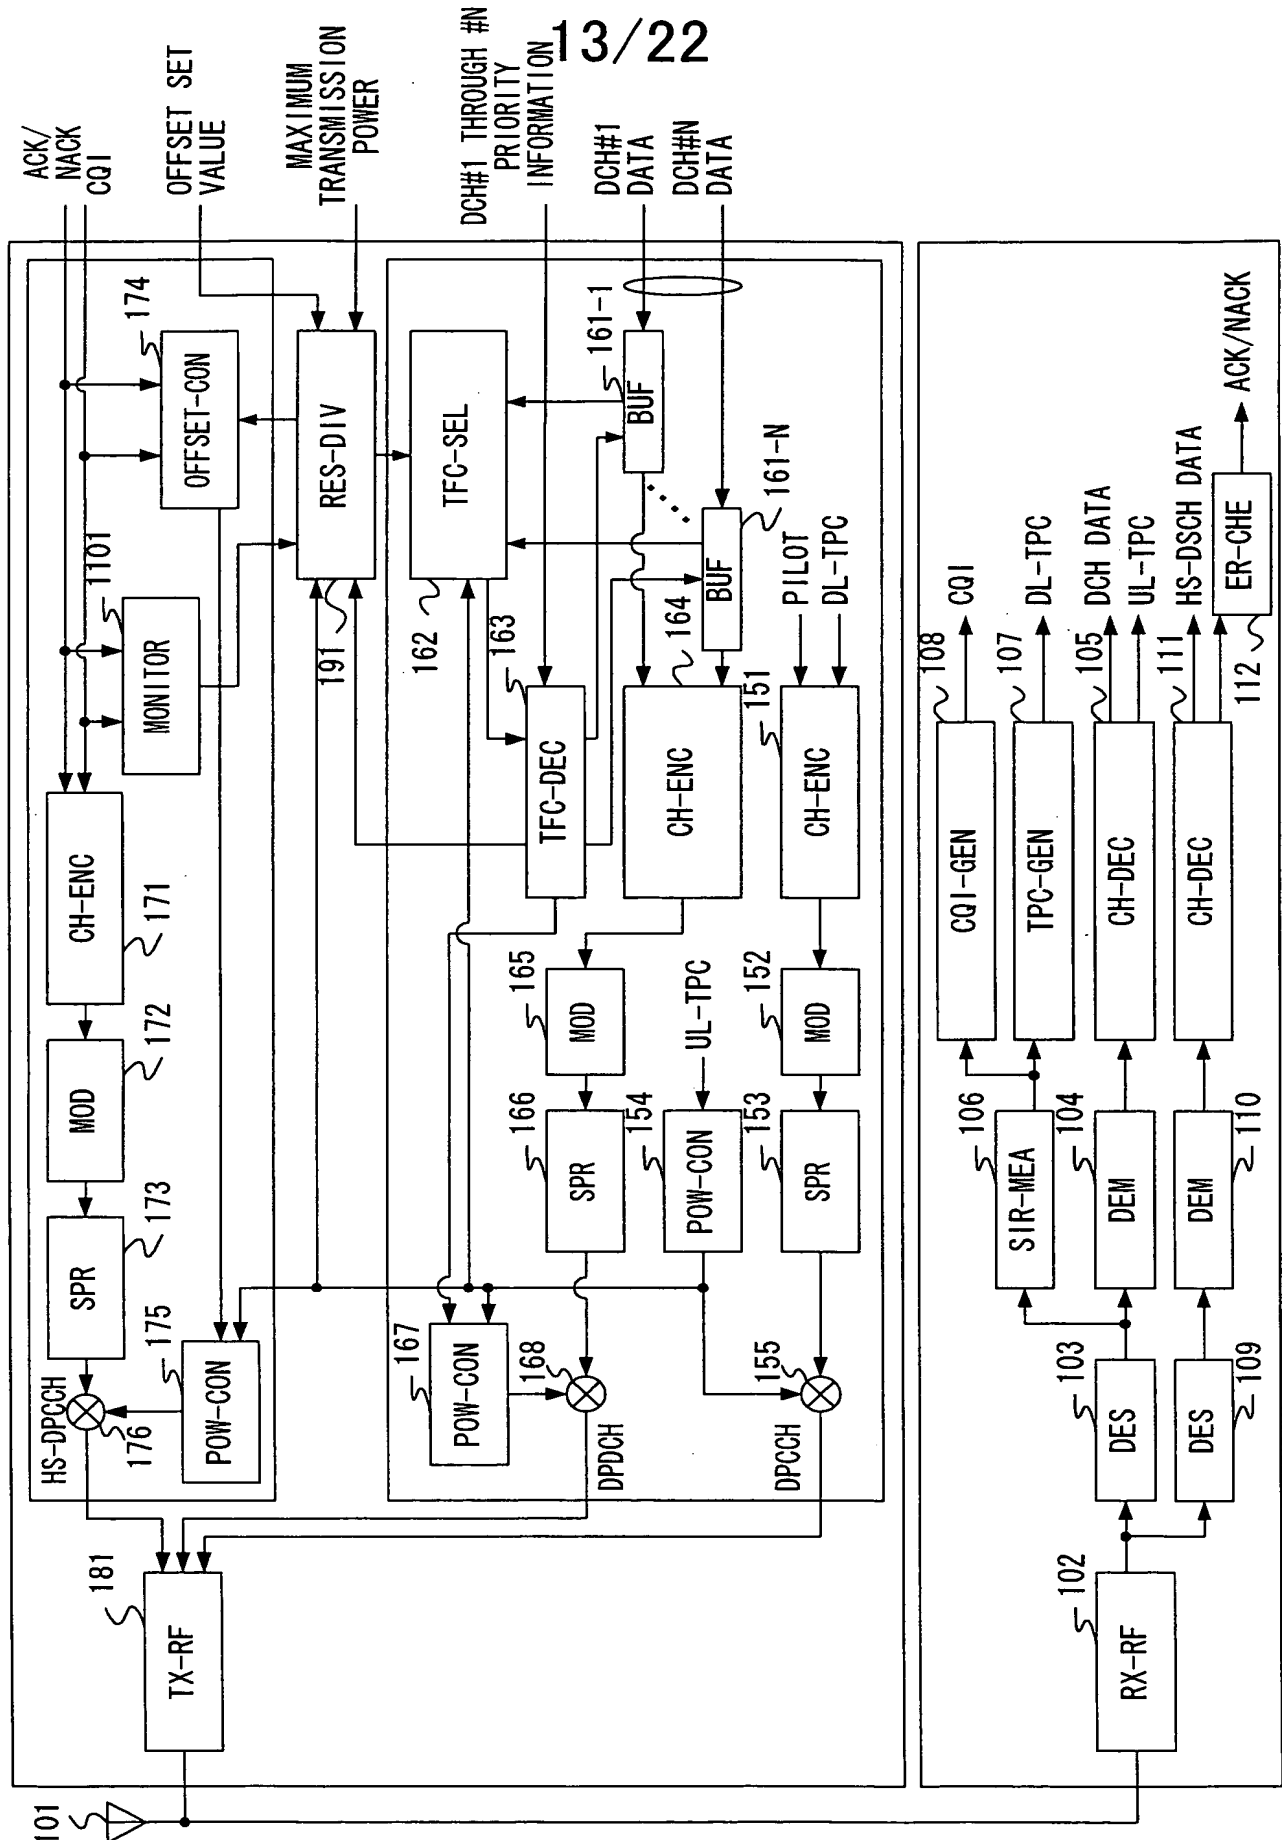 13/22
ACK/
NACK
CQI
OFFSET SET
VALUE
MAXIMUM
TRANSMISSION
POWER
DCH#1 THROUGH #N
PRIORITY
INFORMATION
DCH#1
DATA
DCH#N
DATA
174
OFFSET-CON
1101
MONITOR
CH-ENC
171
MOD
172
SPR
173
HS-DPCCH
176
POW-CON
175
RES-DIV
191
TFC-SEL
162
TFC-DEC
163
BUF
161-1
BUF
161-N
CH-ENC
164
PILOT
DL-TPC
CH-ENC
151
MOD
165
SPR
166
POW-CON
167
168
DPDCH
UL-TPC
POW-CON
154
MOD
152
SPR
153
155
DPCCH
TX-RF
181
101
RX-RF
102
DES
103
DES
109
SIR-MEA
106
DEM
104
DEM
110
CQI-GEN
108
CQI
TPC-GEN
107
DL-TPC
CH-DEC
105
DCH DATA
UL-TPC
CH-DEC
111
HS-DSCH DATA
ER-CHE
112
ACK/NACK